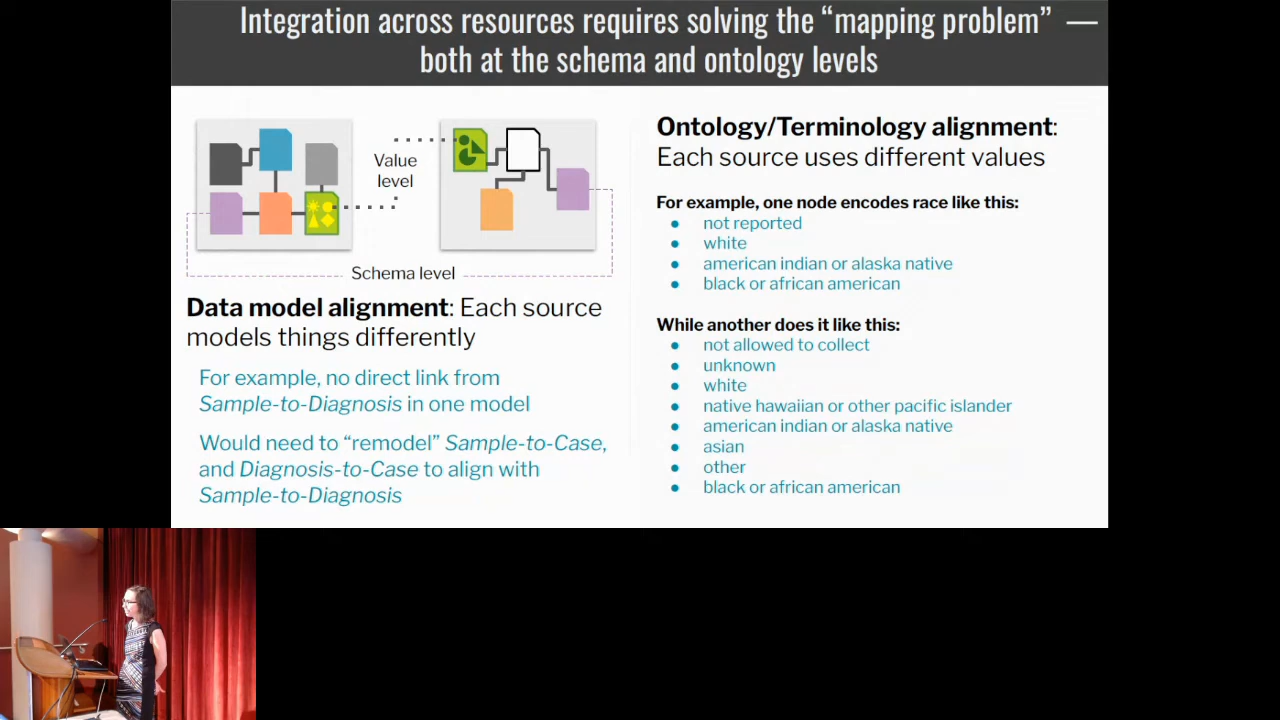 Integration across resources requires solving the “mapping problem”
both at the schema and ontology levels
Value
level
Schema level
Data model alignment: Each source
models things differently
For example, no direct link from
Sample-to-Diagnosis in one model
Would need to “remodel” Sample-to-Case,
and Diagnosis-to-Case to align with
Sample-to-Diagnosis
Ontology/Terminology alignment:
Each source uses different values
For example, one node encodes race like this:
● not reported
● white
● american indian or alaska native
● black or african american
While another does it like this:
● not allowed to collect
● unknown
● white
● native hawaiian or other pacific islander
● american indian or alaska native
● asian
● other
● black or african american